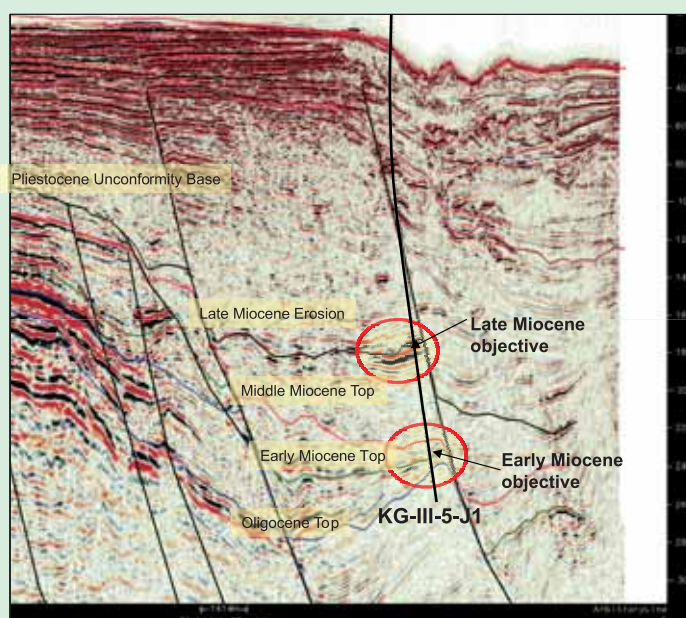 Pliestocene Unconformity Base
Late Miocene Erosion
Late Miocene
objective
Middle Miocene Top
Early Miocene Top
Early Miocene
objective
KG-III-5-J1
Oligocene Top
ArbitraryLine